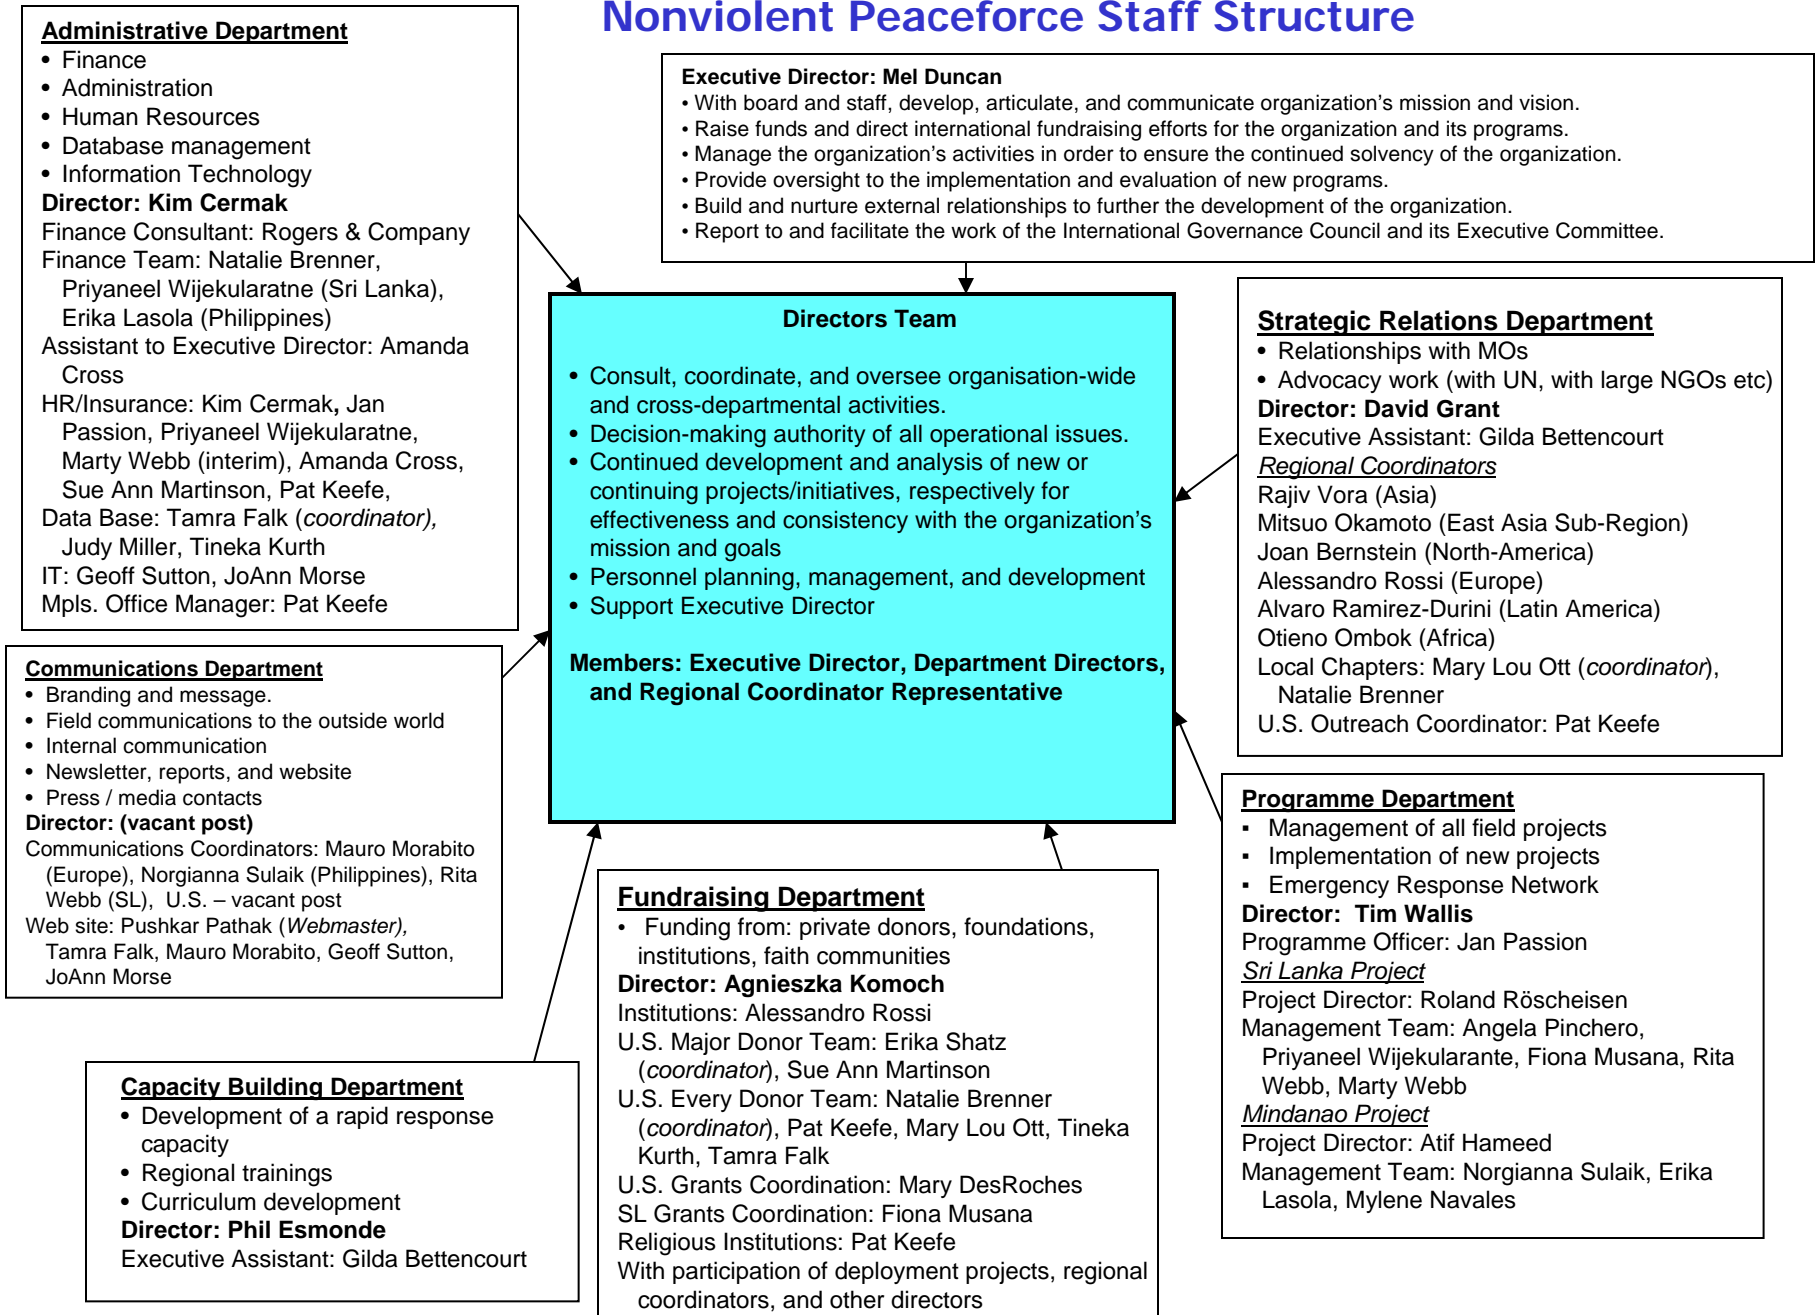 Nonviolent Peaceforce Staff Structure
Administrative Department
• Finance
• Administration
• Human Resources
• Database management
• Information Technology
Director: Kim Cermak
Finance Consultant: Rogers & Company
Finance Team: Natalie Brenner,
Priyaneel Wijekularatne (Sri Lanka),
Erika Lasola (Philippines)
Assistant to Executive Director: Amanda
Cross
HR/Insurance: Kim Cermak, Jan
Passion, Priyaneel Wijekularatne,
Marty Webb (interim), Amanda Cross,
Sue Ann Martinson, Pat Keefe,
Data Base: Tamra Falk (coordinator),
Judy Miller, Tineka Kurth
IT: Geoff Sutton, JoAnn Morse
Mpls. Office Manager: Pat Keefe
Executive Director: Mel Duncan
• With board and staff, develop, articulate, and communicate organization's mission and vision.
• Raise funds and direct international fundraising efforts for the organization and its programs.
• Manage the organization's activities in order to ensure the continued solvency of the organization.
• Provide oversight to the implementation and evaluation of new programs.
• Build and nurture external relationships to further the development of the organization.
• Report to and facilitate the work of the International Governance Council and its Executive Committee.
Directors Team
• Consult, coordinate, and oversee organisation-wide
and cross-departmental activities.
• Decision-making authority of all operational issues.
• Continued development and analysis of new or
continuing projects/initiatives, respectively for
effectiveness and consistency with the organization's
mission and goals
• Personnel planning, management, and development
• Support Executive Director
Members: Executive Director, Department Directors,
and Regional Coordinator Representative
Strategic Relations Department
• Relationships with MOs
• Advocacy work (with UN, with large NGOs etc)
Director: David Grant
Executive Assistant: Gilda Bettencourt
Regional Coordinators
Rajiv Vora (Asia)
Mitsuo Okamoto (East Asia Sub-Region)
Joan Bernstein (North-America)
Alessandro Rossi (Europe)
Alvaro Ramirez-Durini (Latin America)
Otieno Ombok (Africa)
Local Chapters: Mary Lou Ott (coordinator),
Natalie Brenner
U.S. Outreach Coordinator: Pat Keefe
Communications Department
• Branding and message.
• Field communications to the outside world
• Internal communication
• Newsletter, reports, and website
• Press / media contacts
Director: (vacant post)
Communications Coordinators: Mauro Morabito
(Europe), Norgianna Sulaik (Philippines), Rita
Webb (SL), U.S. – vacant post
Web site: Pushkar Pathak (Webmaster),
Tamra Falk, Mauro Morabito, Geoff Sutton,
JoAnn Morse
Programme Department
▪ Management of all field projects
▪ Implementation of new projects
▪ Emergency Response Network
Director: Tim Wallis
Programme Officer: Jan Passion
Sri Lanka Project
Project Director: Roland Röscheisen
Management Team: Angela Pinchero,
Priyaneel Wijekularante, Fiona Musana, Rita
Webb, Marty Webb
Mindanao Project
Project Director: Atif Hameed
Management Team: Norgianna Sulaik, Erika
Lasola, Mylene Navales
Fundraising Department
• Funding from: private donors, foundations,
institutions, faith communities
Director: Agnieszka Komoch
Institutions: Alessandro Rossi
U.S. Major Donor Team: Erika Shatz
(coordinator), Sue Ann Martinson
U.S. Every Donor Team: Natalie Brenner
(coordinator), Pat Keefe, Mary Lou Ott, Tineka
Kurth, Tamra Falk
U.S. Grants Coordination: Mary DesRoches
SL Grants Coordination: Fiona Musana
Religious Institutions: Pat Keefe
With participation of deployment projects, regional
coordinators, and other directors
Capacity Building Department
• Development of a rapid response
capacity
• Regional trainings
• Curriculum development
Director: Phil Esmonde
Executive Assistant: Gilda Bettencourt